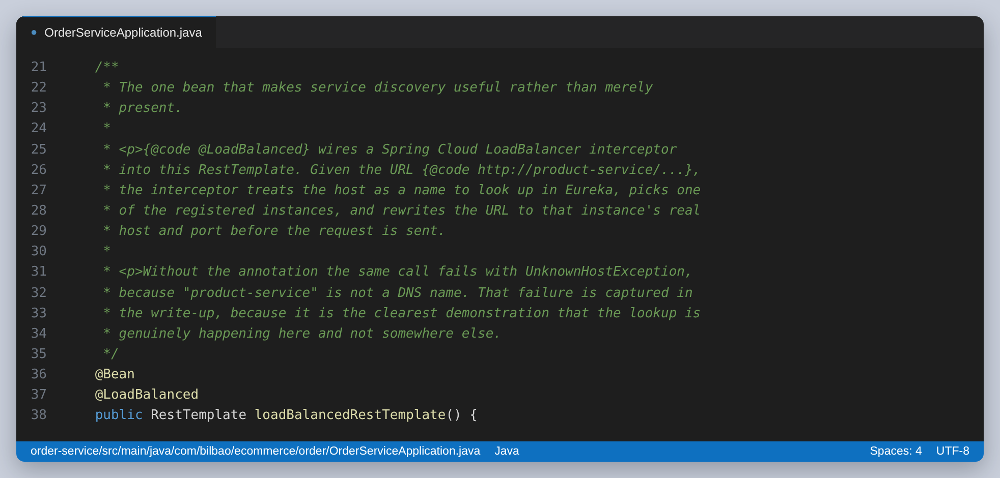 OrderServiceApplication.java
21 /**
22 * The one bean that makes service discovery useful rather than merely
23 * present.
24 *
25 * <p>{@code @LoadBalanced} wires a Spring Cloud LoadBalancer interceptor
26 * into this RestTemplate. Given the URL {@code http://product-service/...},
27 * the interceptor treats the host as a name to look up in Eureka, picks one
28 * of the registered instances, and rewrites the URL to that instance's real
29 * host and port before the request is sent.
30 *
31 * <p>Without the annotation the same call fails with UnknownHostException,
32 * because "product-service" is not a DNS name. That failure is captured in
33 * the write-up, because it is the clearest demonstration that the lookup is
34 * genuinely happening here and not somewhere else.
35 */
36 @Bean
37 @LoadBalanced
38 public RestTemplate loadBalancedRestTemplate() {
order-service/src/main/java/com/bilbao/ecommerce/order/OrderServiceApplication.java Java Spaces: 4 UTF-8